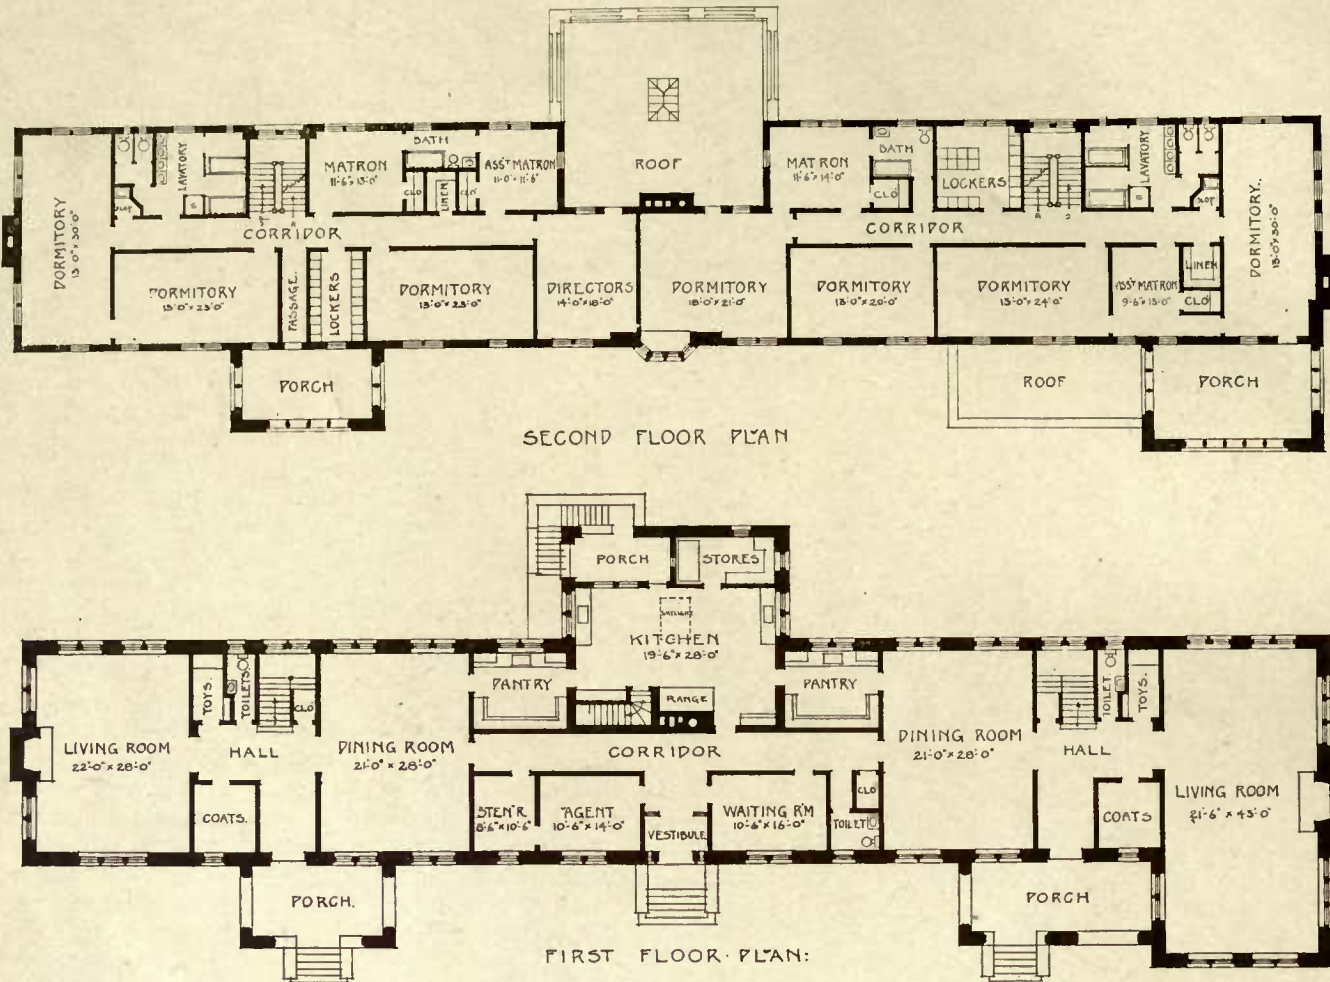 BATH
MATRON
11'-6" × 13'-0"
ASS'T MATRON
11'-0" × 11'-6"
LAVATORY
SLOP
S
CLO
LINEN
CLO
CORRIDOR
DORMITORY
13'-0" × 30'-0"
DORMITORY
13'-0" × 23'-0"
PASSAGE.
LOCKERS
DORMITORY
13'-0" × 23'-0"
DIRECTORS
14'-0" × 18'-0"
ROOF
PORCH
MATRON
11'-6" × 14'-0"
BATH
CLO
LOCKERS
LAVATORY
S
SLOP
CORRIDOR
DORMITORY
18'-0" × 21'-0"
DORMITORY
13'-0" × 20'-0"
DORMITORY
13'-0" × 24'-0"
ASS'T MATRON
9'-6" × 13'-0"
LINEN
CLO
DORMITORY.
13'-0" × 30'-0"
ROOF
PORCH
SECOND FLOOR PLAN
PORCH
STORES
SKYLIGHT
KITCHEN
19'-6" × 28'-0"
RANGE
PANTRY
PANTRY
TOYS.
TOILETS.
CLO.
LIVING ROOM
22'-0" × 28'-0"
HALL
COATS.
DINING ROOM
21'-0" × 28'-0"
CORRIDOR
STEN'R
8'-6" × 10'-6"
AGENT
10'-6" × 14'-0"
VESTIBULE
WAITING R'M
10'-6" × 16'-0"
CLO
TOILET
DINING ROOM
21'-0" × 28'-0"
TOILET.
TOYS.
HALL
COATS
LIVING ROOM
21'-6" × 43'-0"
PORCH.
PORCH
FIRST FLOOR PLAN: